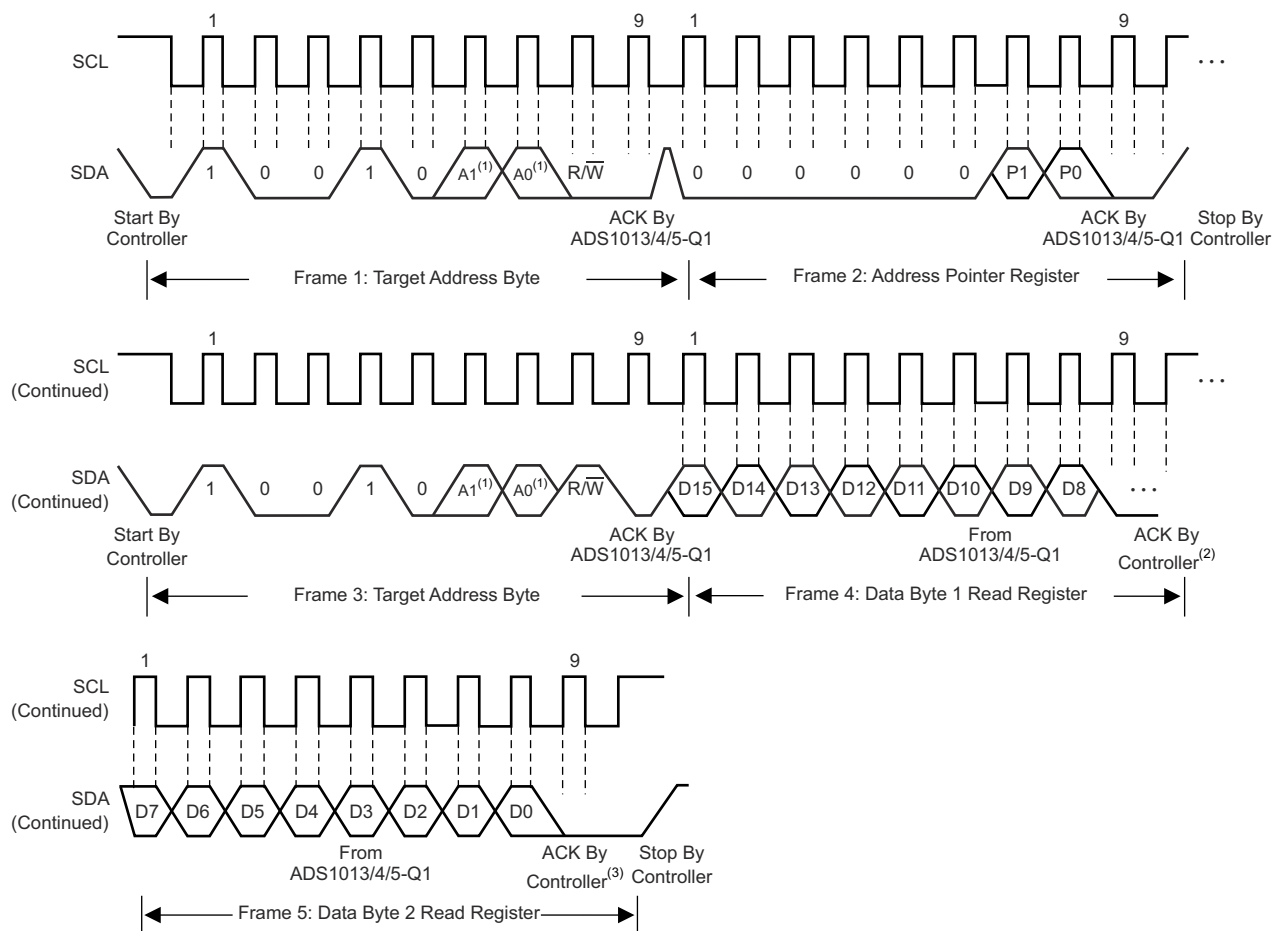 1 9 1 9
SCL ...
SDA 1 0 0 1 0 A1(1) A0(1) R/W̅ 0 0 0 0 0 0 P1 P0
Start By Controller
ACK By ADS1013/4/5-Q1
ACK By ADS1013/4/5-Q1
Stop By Controller
Frame 1: Target Address Byte
Frame 2: Address Pointer Register
1 9 1 9
SCL (Continued) ...
SDA (Continued) 1 0 0 1 0 A1(1) A0(1) R/W̅ D15 D14 D13 D12 D11 D10 D9 D8 ...
Start By Controller
ACK By ADS1013/4/5-Q1
From ADS1013/4/5-Q1
ACK By Controller(2)
Frame 3: Target Address Byte
Frame 4: Data Byte 1 Read Register
1 9
SCL (Continued)
SDA (Continued) D7 D6 D5 D4 D3 D2 D1 D0
From ADS1013/4/5-Q1
ACK By Controller(3)
Stop By Controller
Frame 5: Data Byte 2 Read Register